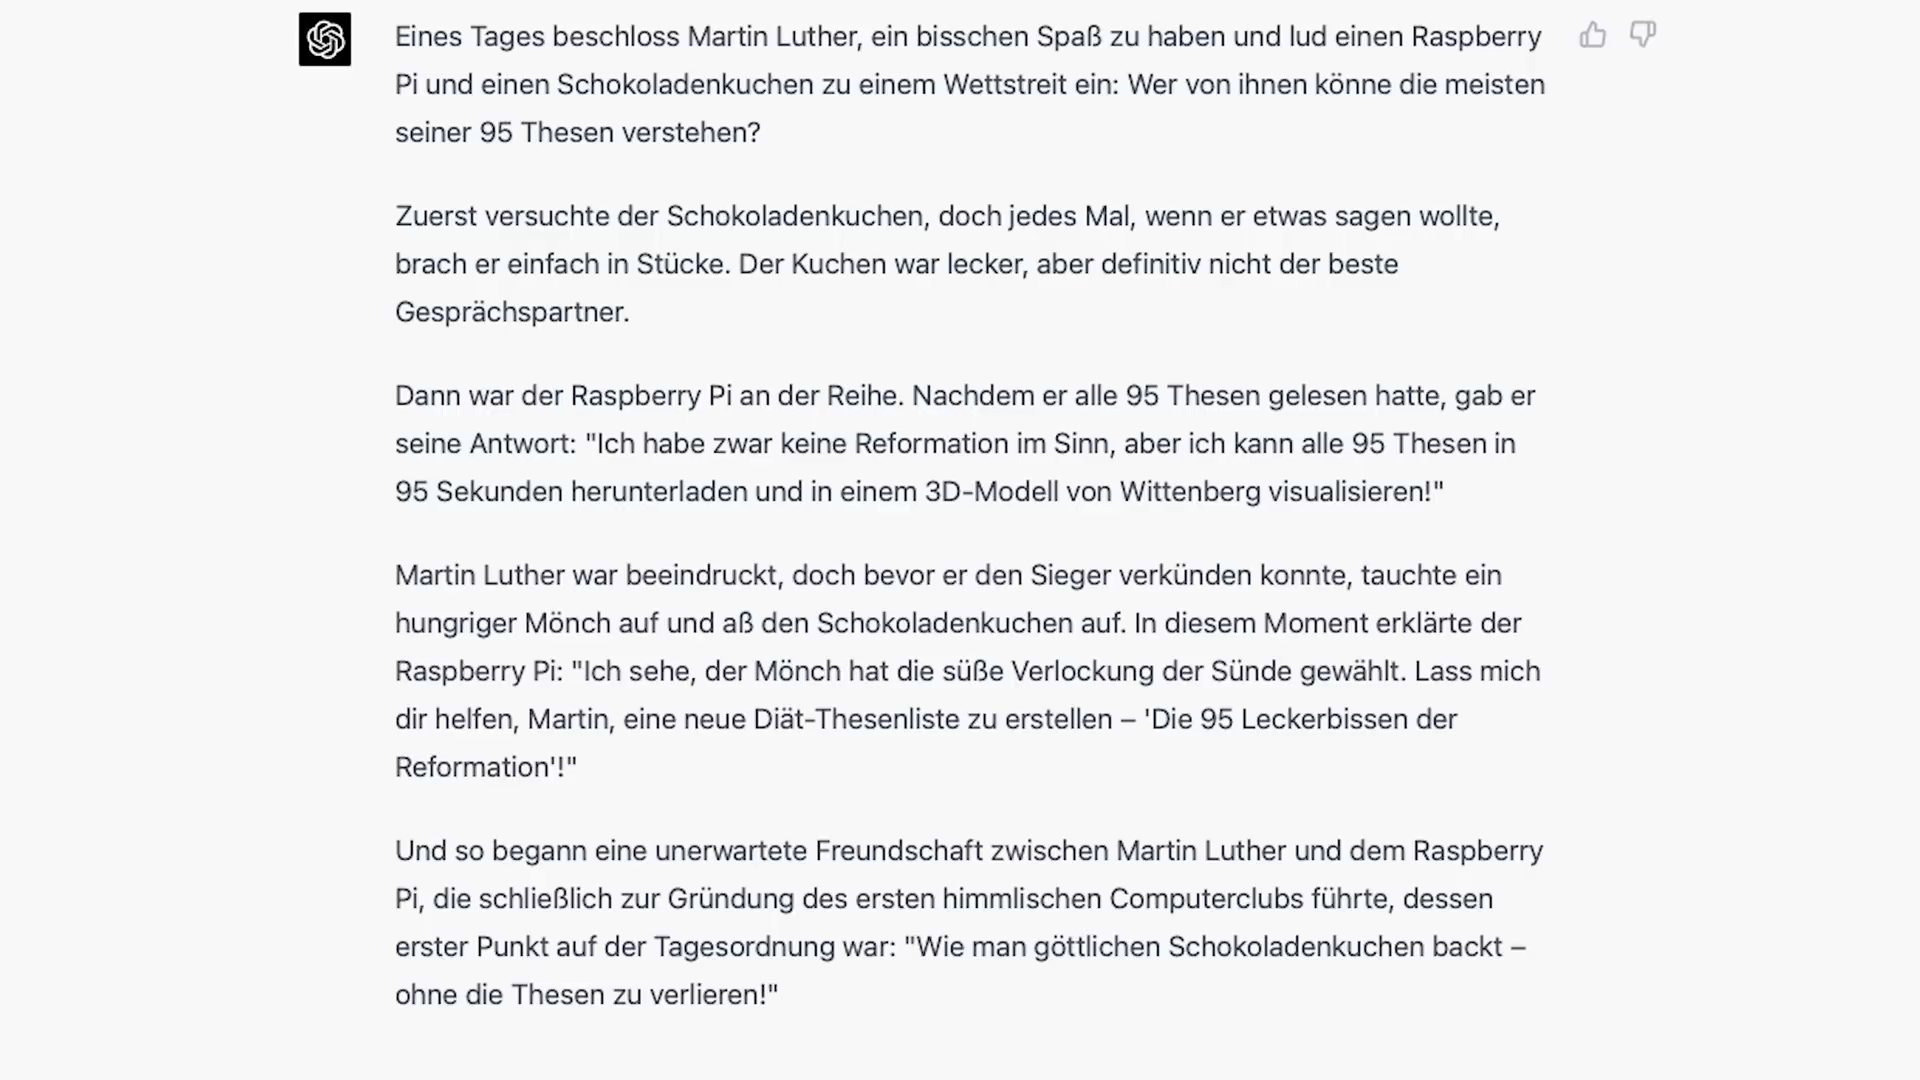 Eines Tages beschloss Martin Luther, ein bisschen Spaß zu haben und lud einen Raspberry
Pi und einen Schokoladenkuchen zu einem Wettstreit ein: Wer von ihnen könne die meisten
seiner 95 Thesen verstehen?
Zuerst versuchte der Schokoladenkuchen, doch jedes Mal, wenn er etwas sagen wollte,
brach er einfach in Stücke. Der Kuchen war lecker, aber definitiv nicht der beste
Gesprächspartner.
Dann war der Raspberry Pi an der Reihe. Nachdem er alle 95 Thesen gelesen hatte, gab er
seine Antwort: "Ich habe zwar keine Reformation im Sinn, aber ich kann alle 95 Thesen in
95 Sekunden herunterladen und in einem 3D-Modell von Wittenberg visualisieren!"
Martin Luther war beeindruckt, doch bevor er den Sieger verkünden konnte, tauchte ein
hungriger Mönch auf und aß den Schokoladenkuchen auf. In diesem Moment erklärte der
Raspberry Pi: "Ich sehe, der Mönch hat die süße Verlockung der Sünde gewählt. Lass mich
dir helfen, Martin, eine neue Diät-Thesenliste zu erstellen – 'Die 95 Leckerbissen der
Reformation'!"
Und so begann eine unerwartete Freundschaft zwischen Martin Luther und dem Raspberry
Pi, die schließlich zur Gründung des ersten himmlischen Computerclubs führte, dessen
erster Punkt auf der Tagesordnung war: "Wie man göttlichen Schokoladenkuchen backt –
ohne die Thesen zu verlieren!"